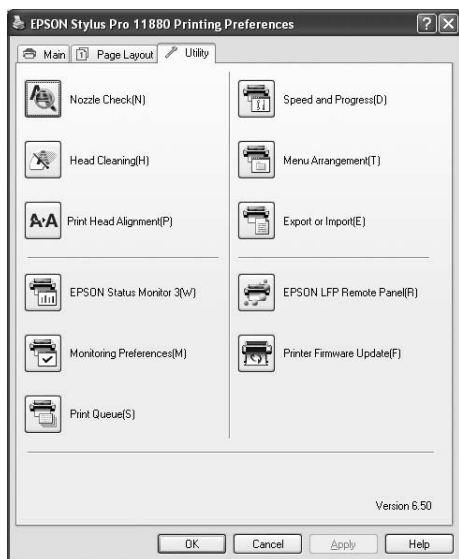 EPSON Stylus Pro 11880 Printing Preferences
Main
Page Layout
Utility
Nozzle Check(N)
Speed and Progress(D)
Head Cleaning(H)
Menu Arrangement(T)
Print Head Alignment(P)
Export or Import(E)
EPSON Status Monitor 3(W)
EPSON LFP Remote Panel(R)
Monitoring Preferences(M)
Printer Firmware Update(F)
Print Queue(S)
Version 6.50
OK
Cancel
Apply
Help